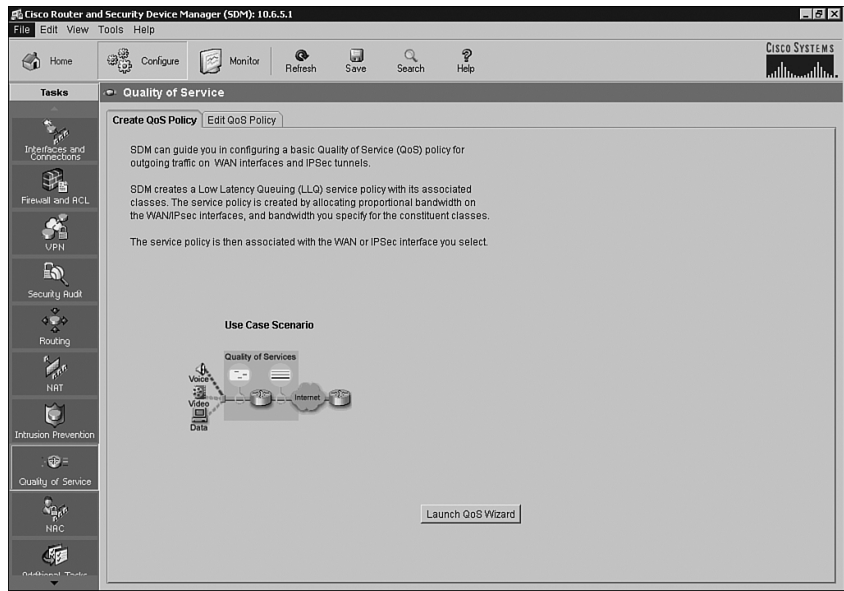 Cisco Router and Security Device Manager (SDM): 10.6.5.1
File Edit View Tools Help
Home Configure Monitor Refresh Save Search Help
CISCO SYSTEMS
Tasks
Quality of Service
Create QoS Policy Edit QoS Policy
Interfaces and
Connections
Firewall and ACL
VPN
Security Audit
Routing
NAT
Intrusion Prevention
Quality of Service
NAC
Additional Tasks
SDM can guide you in configuring a basic Quality of Service (QoS) policy for
outgoing traffic on WAN interfaces and IPSec tunnels.
SDM creates a Low Latency Queuing (LLQ) service policy with its associated
classes. The service policy is created by allocating proportional bandwidth on
the WAN/IPsec interfaces, and bandwidth you specify for the constituent classes.
The service policy is then associated with the WAN or IPSec interface you select.
Use Case Scenario
Quality of Services
Voice
Video
Data
Internet
Launch QoS Wizard